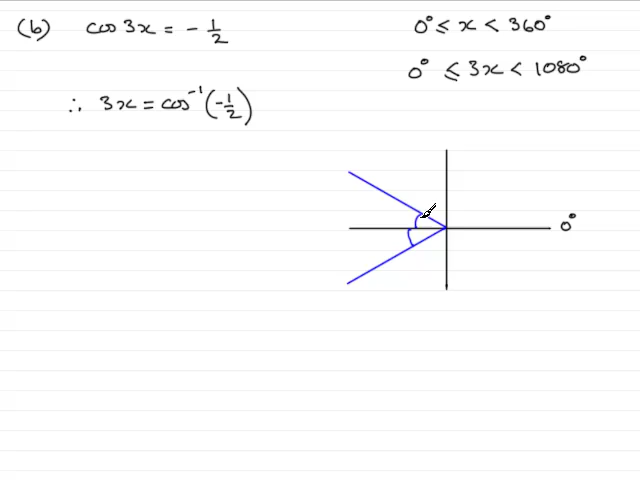 (b) cos 3x = - 1/2 0° ≤ x < 360°
0° ≤ 3x < 1080°
∴ 3x = cos⁻¹(-1/2)
0°